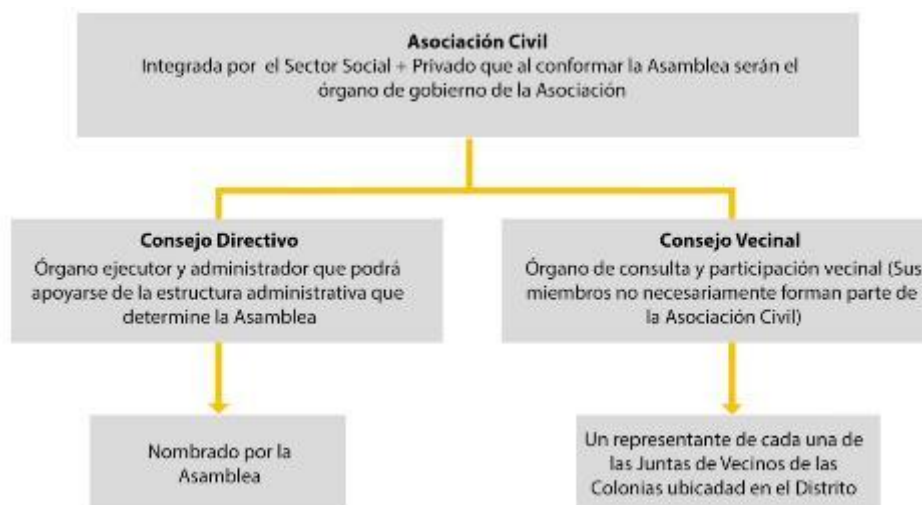 Asociación Civil
Integrada por el Sector Social + Privado que al conformar la Asamblea serán el
órgano de gobierno de la Asociación
Consejo Directivo
Órgano ejecutor y administrador que podrá
apoyarse de la estructura administrativa que
determine la Asamblea
Consejo Vecinal
Órgano de consulta y participación vecinal (Sus
miembros no necesariamente forman parte de
la Asociación Civil)
Nombrado por la
Asamblea
Un representante de cada una de
las Juntas de Vecinos de las
Colonias ubicadad en el Distrito